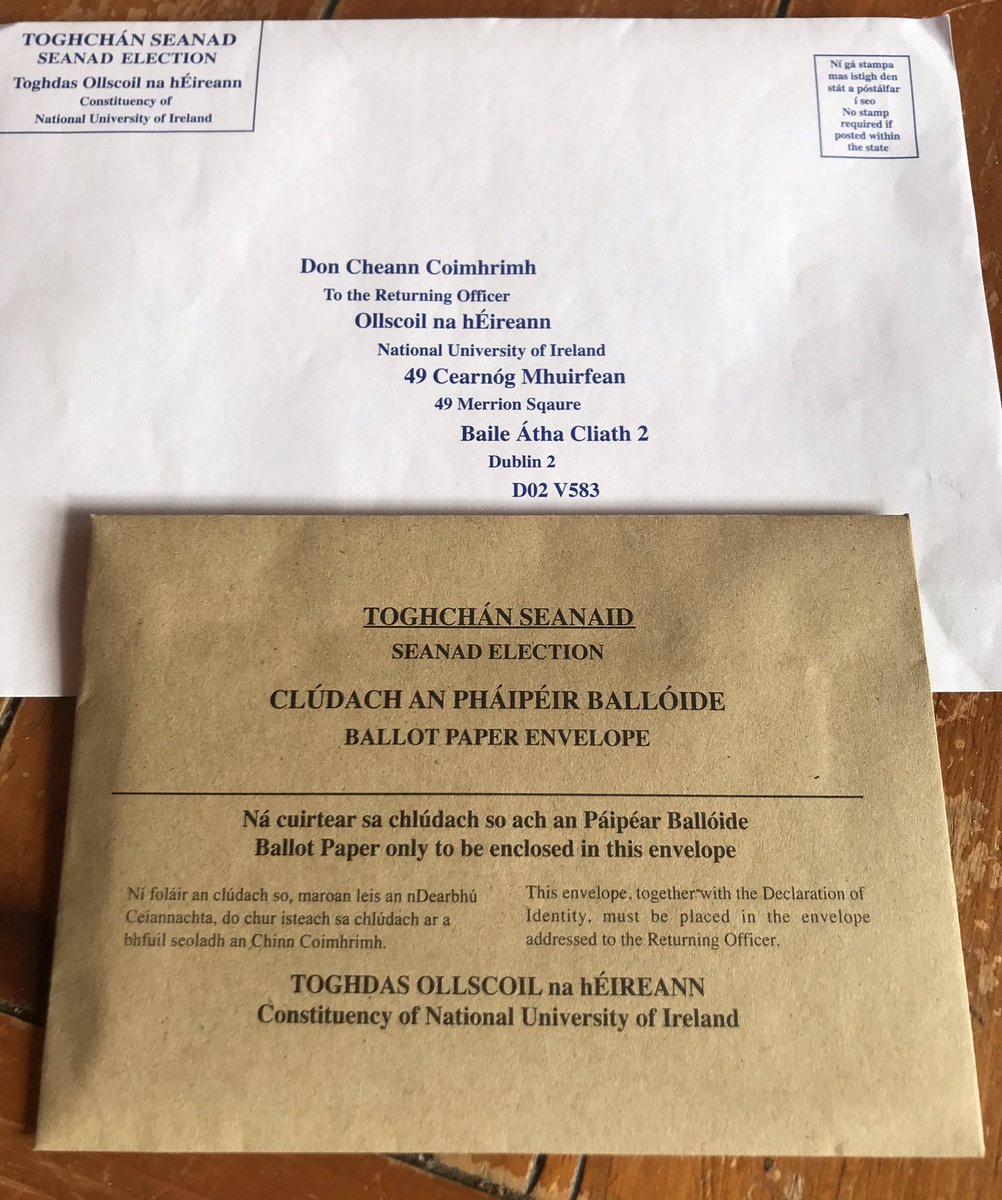 TOGHCHÁN SEANAD
SEANAD ELECTION
Toghdas Ollscoil na hÉireann
Constituency of
National University of Ireland
Ní gá stampa
mas istigh den
stát a póstálfar
í seo
No stamp
required if
posted within
the state
Don Cheann Coimhrimh
To the Returning Officer
Ollscoil na hÉireann
National University of Ireland
49 Cearnóg Mhuirfean
49 Merrion Sqaure
Baile Átha Cliath 2
Dublin 2
D02 V583
TOGHCHÁN SEANAID
SEANAD ELECTION
CLÚDACH AN PHÁIPÉIR BALLÓIDE
BALLOT PAPER ENVELOPE
Ná cuirtear sa chlúdach so ach an Páipéar Ballóide
Ballot Paper only to be enclosed in this envelope
Ní foláir an clúdach so, maroan leis an nDearbhú
Ceíannachta, do chur isteach sa chlúdach ar a
bhfuil seoladh an Chinn Coimhrimh.
This envelope, together with the Declaration of
Identity, must be placed in the envelope
addressed to the Returning Officer.
TOGHDAS OLLSCOIL na hÉIREANN
Constituency of National University of Ireland